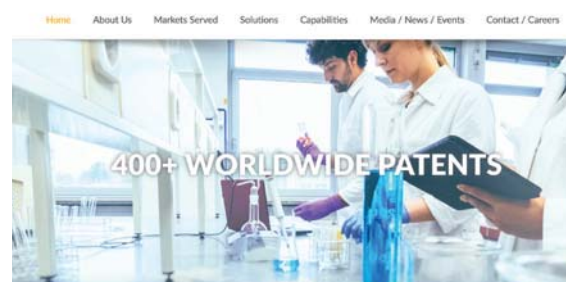 Home About Us Markets Served Solutions Capabilities Media / News / Events Contact / Careers
400+ WORLDWIDE PATENTS